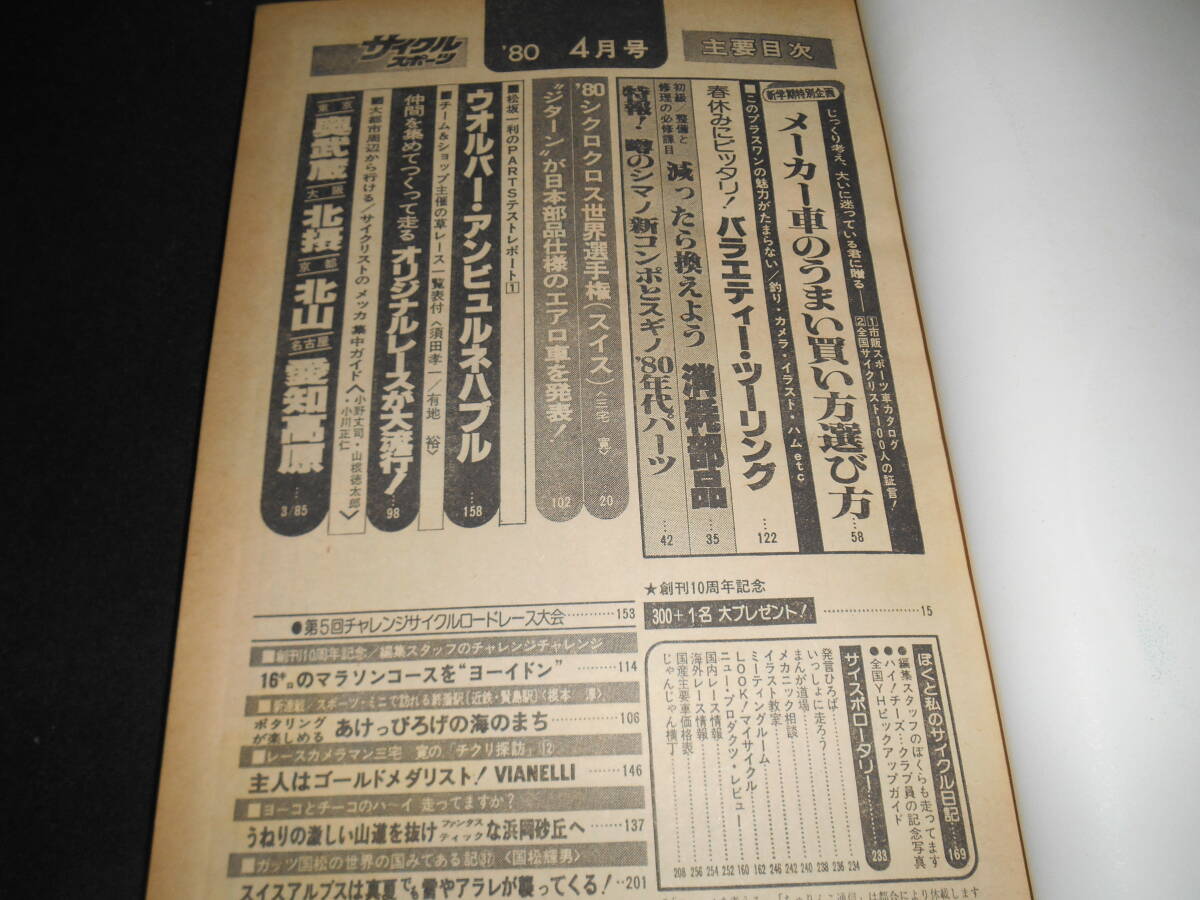 サイクルスポーツ
'80 4月号
主要目次
新学期特別企画
じっくり考え、大いに迷っている君に贈る──
①市販スポーツ車カタログ
②全国サイクリスト100人の証言!
メーカー車のうまい買い方選び方…58
■このプラスワンの魅力がたまらない/釣り・カメラ・イラスト・ハムetc
春休みにピッタリ!バラエティー・ツーリング…122
初級/整備と修理の必修課目
減ったら換えよう 消耗部品…35
特報!噂のシマノ新コンポとスギノ'80年代パーツ…42
'80シクロクロス世界選手権(スイス)〈三宅 寛〉…20
“ジターン”が日本部品仕様のエアロ車を発表!…102
■松坂一利のPARTSテストレポート①
ウオルバー・アンビュルネハブル…158
■チーム&ショップ主催の草レース一覧表付〈須田孝一/有地 裕〉
仲間を集めてつくって走る オリジナルレースが大流行!…98
■大都市周辺から行ける/サイクリストのメッカ集中ガイド〈小野丈司・山根徳太郎・小川正仁〉
東京 奥武蔵 大阪 北摂 京都 北山 名古屋 愛知高原…3/85
★創刊10周年記念
300+1名 大プレゼント!…15
●第5回チャレンジサイクルロードレース大会…153
■創刊10周年記念/編集スタッフのチャレンジチャレンジ
16㌔のマラソンコースを“ヨーイドン”…114
■新連載/スポーツ・ミニで訪れる終着駅(近鉄・賢島駅)〈根本 淳〉
ポタリングが楽しめる あけっぴろげの海のまち…106
■レースカメラマン三宅 寛の「チクリ探訪」⑫
主人はゴールドメダリスト! VIANELLI…146
■ヨーコとチーコのハ〜イ 走ってますか?
うねりの激しい山道を抜けファンタスティックな浜岡砂丘へ…137
■ガッツ国松の世界の国みてある記㊲〈国松輝男〉
スイスアルプスは真夏でも雷やアラレが襲ってくる!…201
ぼくと私のサイクル日記…169
●編集スタッフのぼくらも走ってます
●ハイ!チーズ…クラブ員の記念写真
●全国YHピックアップガイド
サイスポロータリー…233
発言ひろば…234
いっしょに走ろう…236
まんが道場…238
メカニック相談…240
イラスト教室…242
ミーティングルーム…246
LOOK!マイサイクル…162
ニュー・プロダクツ・レビュー…160
国内レース情報…252
海外レース情報…254
国産主要車価格表…256
じゃんじゃん横丁…208